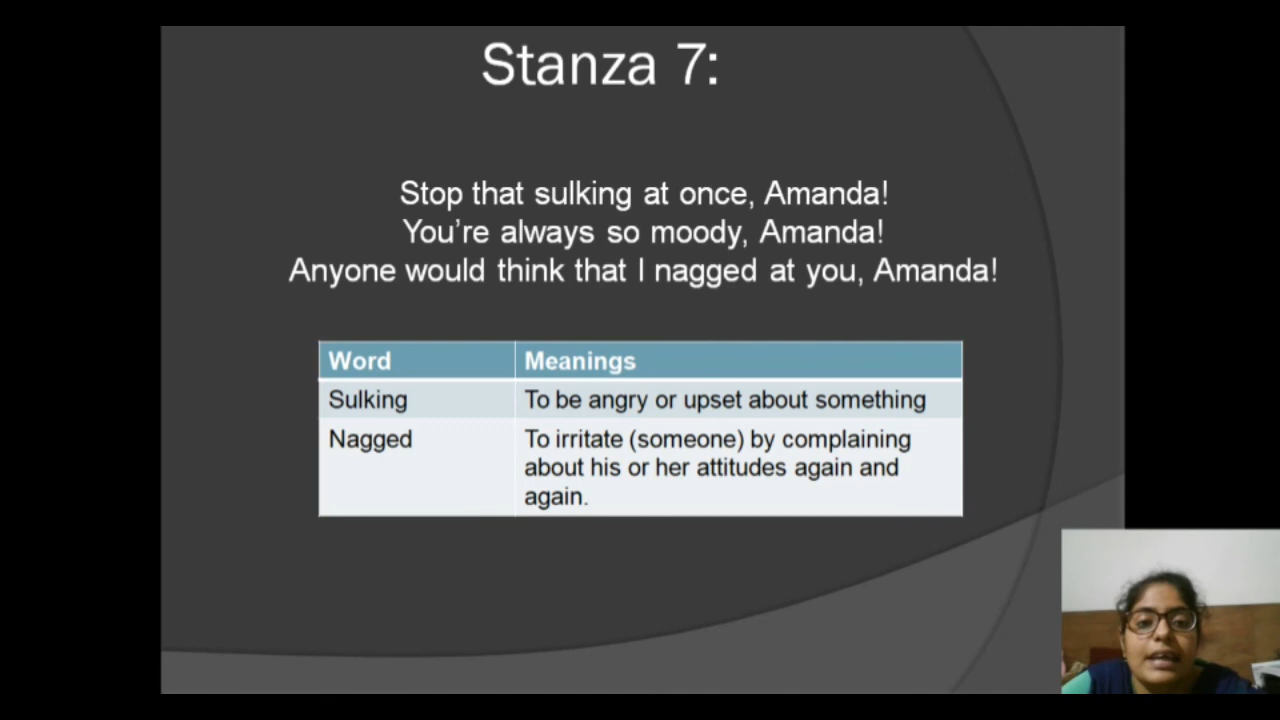 Stanza 7:
Stop that sulking at once, Amanda!
You’re always so moody, Amanda!
Anyone would think that I nagged at you, Amanda!
Word Meanings
Sulking To be angry or upset about something
Nagged To irritate (someone) by complaining
about his or her attitudes again and
again.